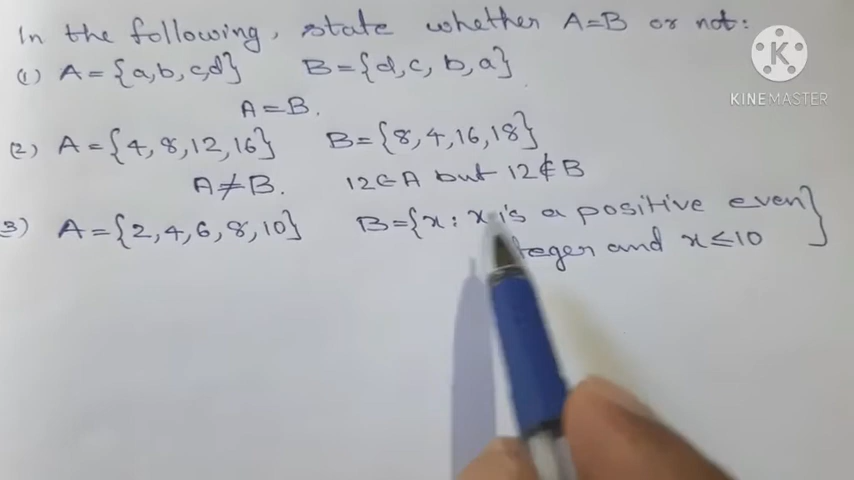 In the following, state whether A=B or not:
(1) A={a,b,c,d} B={d,c,b,a}
A=B.
(2) A={4,8,12,16} B={8,4,16,18}
A≠B. 12∈A but 12∉B
3) A={2,4,6,8,10} B={x: x is a positive even
teger and x≤10}
KINEMASTER